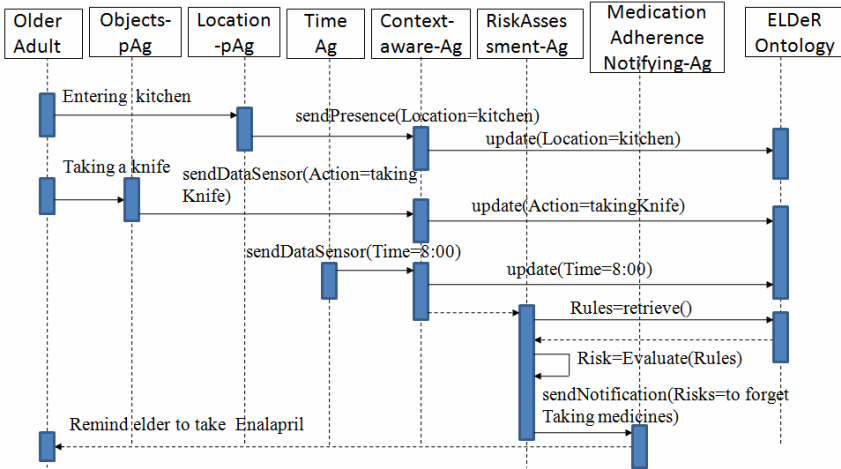 Older
Adult
Objects-
pAg
Location
-pAg
Time
Ag
Context-
aware-Ag
RiskAsses
sment-Ag
Medication
Adherence
Notifying-Ag
ELDeR
Ontology
Entering kitchen
sendPresence(Location=kitchen)
update(Location=kitchen)
Taking a knife
sendDataSensor(Action=taking
Knife)
update(Action=takingKnife)
sendDataSensor(Time=8:00)
update(Time=8:00)
Rules=retrieve()
Risk=Evaluate(Rules)
sendNotification(Risks=to forget
Taking medicines)
Remind elder to take Enalapril